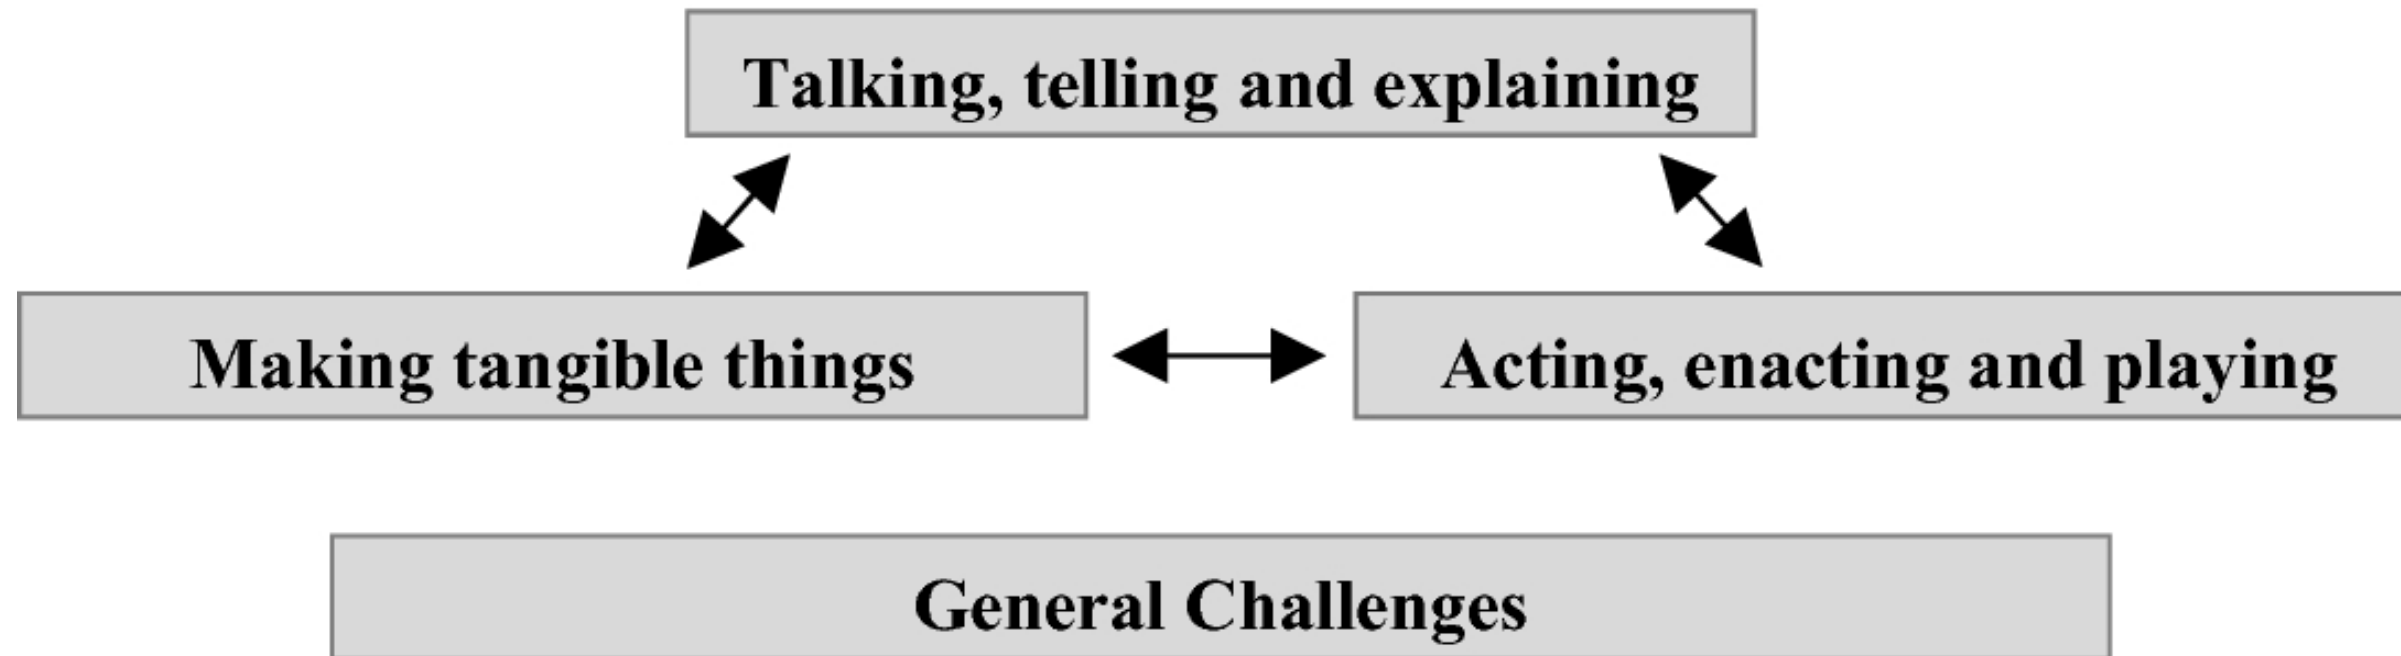 Talking, telling and explaining
Making tangible things
Acting, enacting and playing
General Challenges